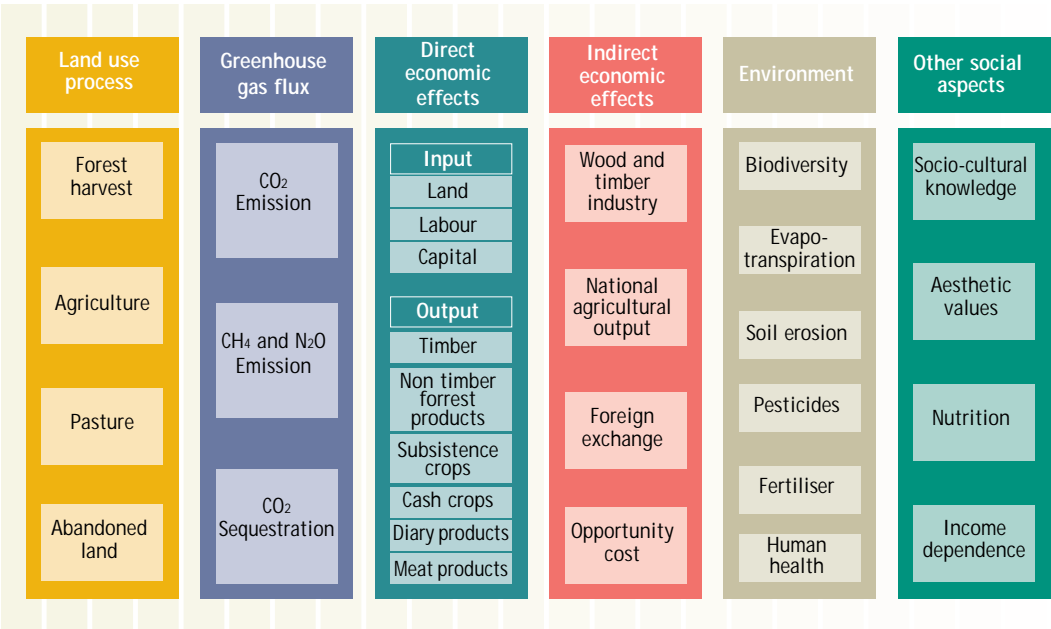 Land use
process
Forest
harvest
Agriculture
Pasture
Abandoned
land
Greenhouse
gas flux
CO2
Emission
CH4 and N2O
Emission
CO2
Sequestration
Direct
economic
effects
Input
Land
Labour
Capital
Output
Timber
Non timber
forrest
products
Subsistence
crops
Cash crops
Diary products
Meat products
Indirect
economic
effects
Wood and
timber
industry
National
agricultural
output
Foreign
exchange
Opportunity
cost
Environment
Biodiversity
Evapo-
transpiration
Soil erosion
Pesticides
Fertiliser
Human
health
Other social
aspects
Socio-cultural
knowledge
Aesthetic
values
Nutrition
Income
dependence